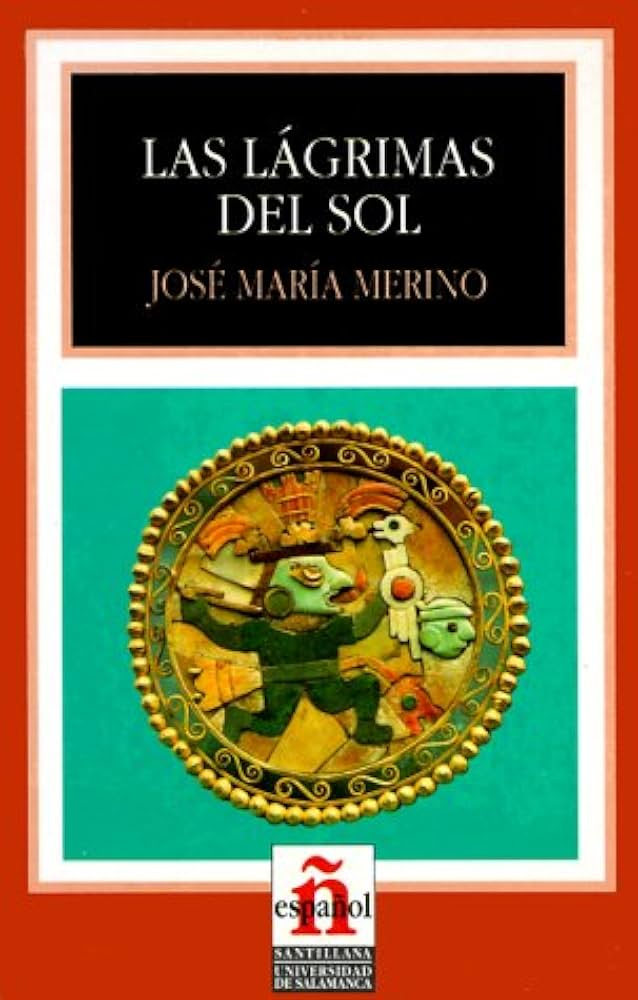 LAS LÁGRIMAS
DEL SOL
JOSÉ MARÍA MERINO
ñ
español
SANTILLANA
UNIVERSIDAD
DE SALAMANCA